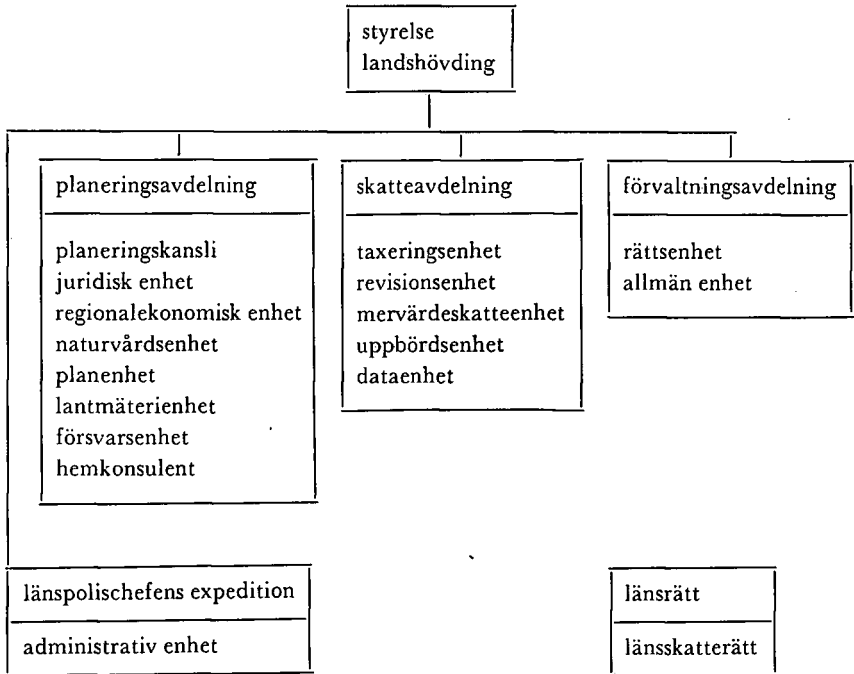 styrelse
landshövding
planeringsavdelning
planeringskansli
juridisk enhet
regionalekonomisk enhet
naturvårdsenhet
planenhet
lantmäterienhet
försvarsenhet
hemkonsulent
skatteavdelning
taxeringsenhet
revisionsenhet
mervärdeskatteenhet
uppbördsenhet
dataenhet
förvaltningsavdelning
rättsenhet
allmän enhet
länspolischefens expedition
administrativ enhet
länsrätt
länsskatterätt